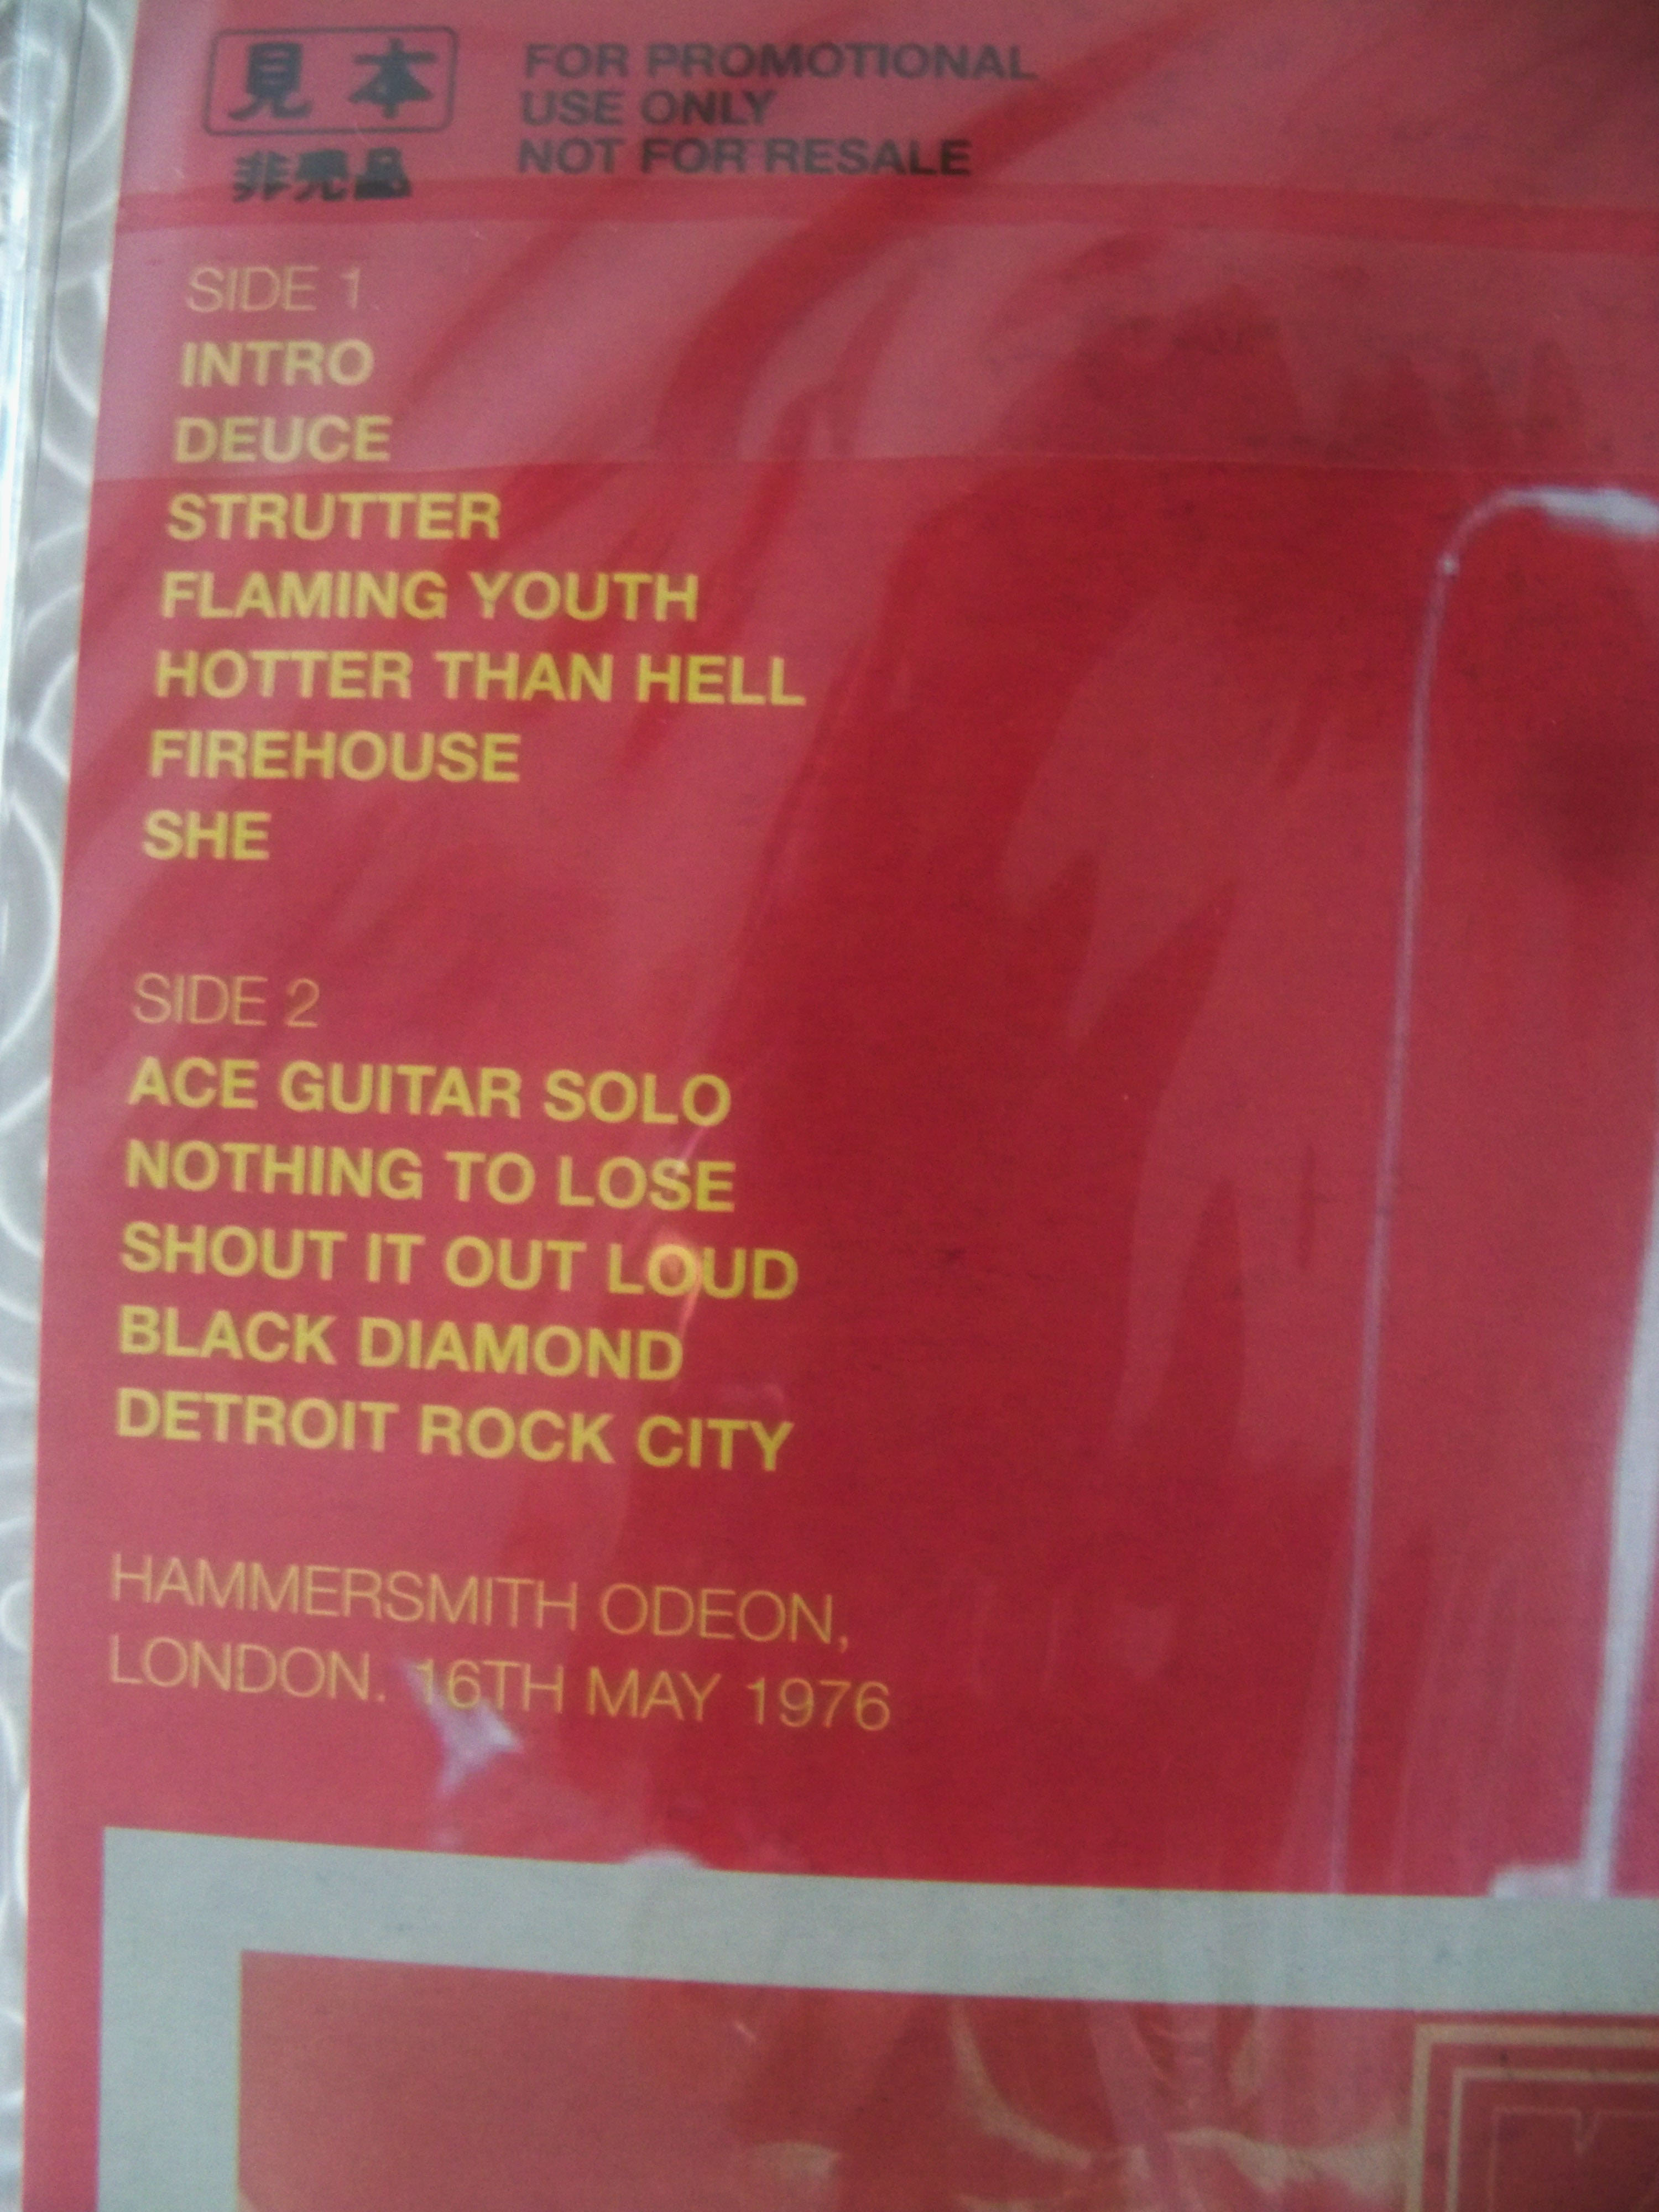 見本
非売品
FOR PROMOTIONAL
USE ONLY
NOT FOR RESALE
SIDE 1
INTRO
DEUCE
STRUTTER
FLAMING YOUTH
HOTTER THAN HELL
FIREHOUSE
SHE
SIDE 2
ACE GUITAR SOLO
NOTHING TO LOSE
SHOUT IT OUT LOUD
BLACK DIAMOND
DETROIT ROCK CITY
HAMMERSMITH ODEON,
LONDON. 16TH MAY 1976